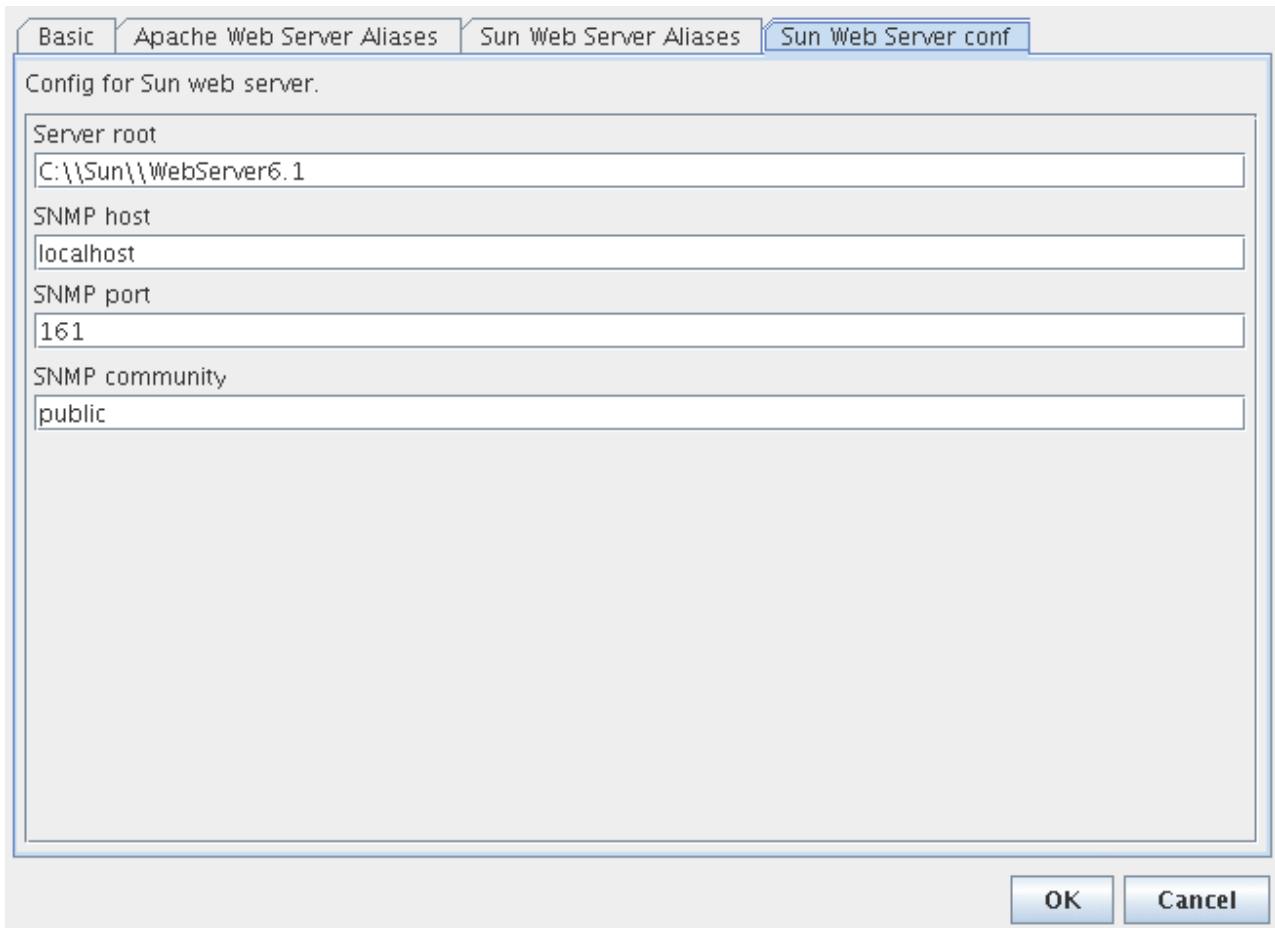 Basic Apache Web Server Aliases Sun Web Server Aliases Sun Web Server conf
Config for Sun web server.
Server root
C:\\Sun\\WebServer6.1
SNMP host
localhost
SNMP port
161
SNMP community
public
OK Cancel